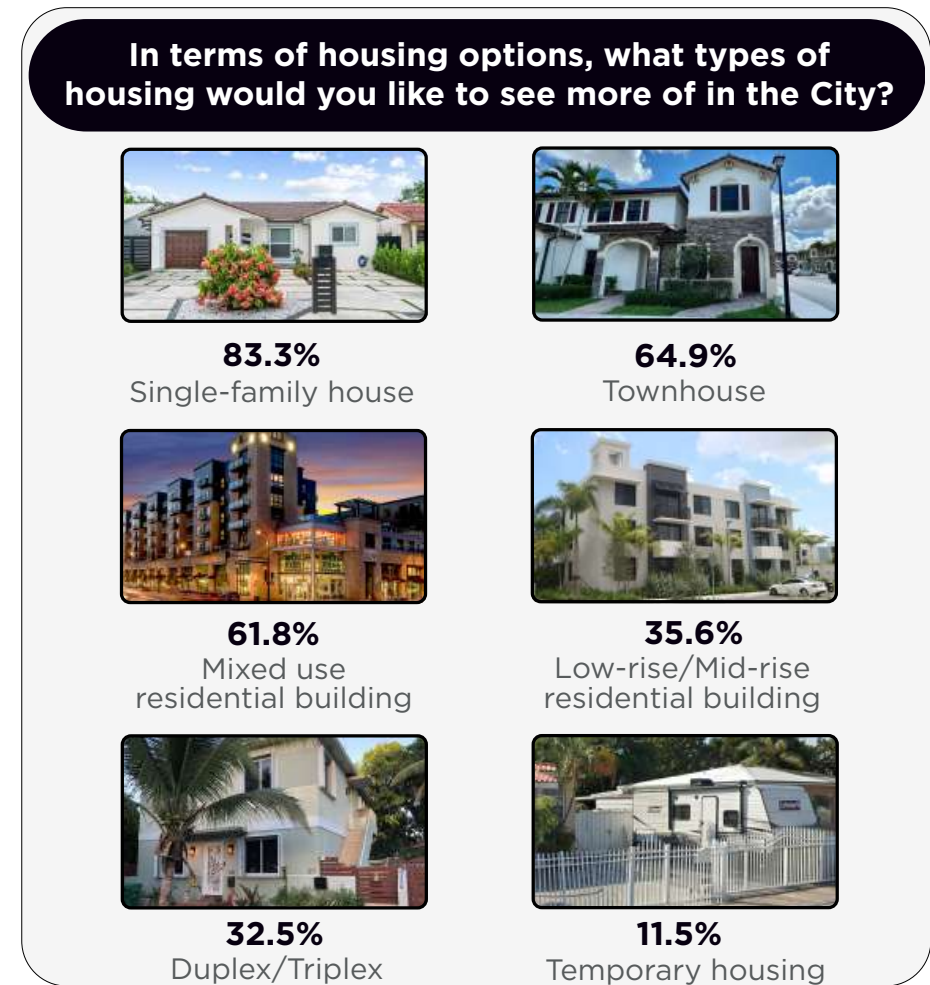 In terms of housing options, what types of
housing would you like to see more of in the City?
83.3%
Single-family house
64.9%
Townhouse
61.8%
Mixed use
residential building
35.6%
Low-rise/Mid-rise
residential building
32.5%
Duplex/Triplex
11.5%
Temporary housing